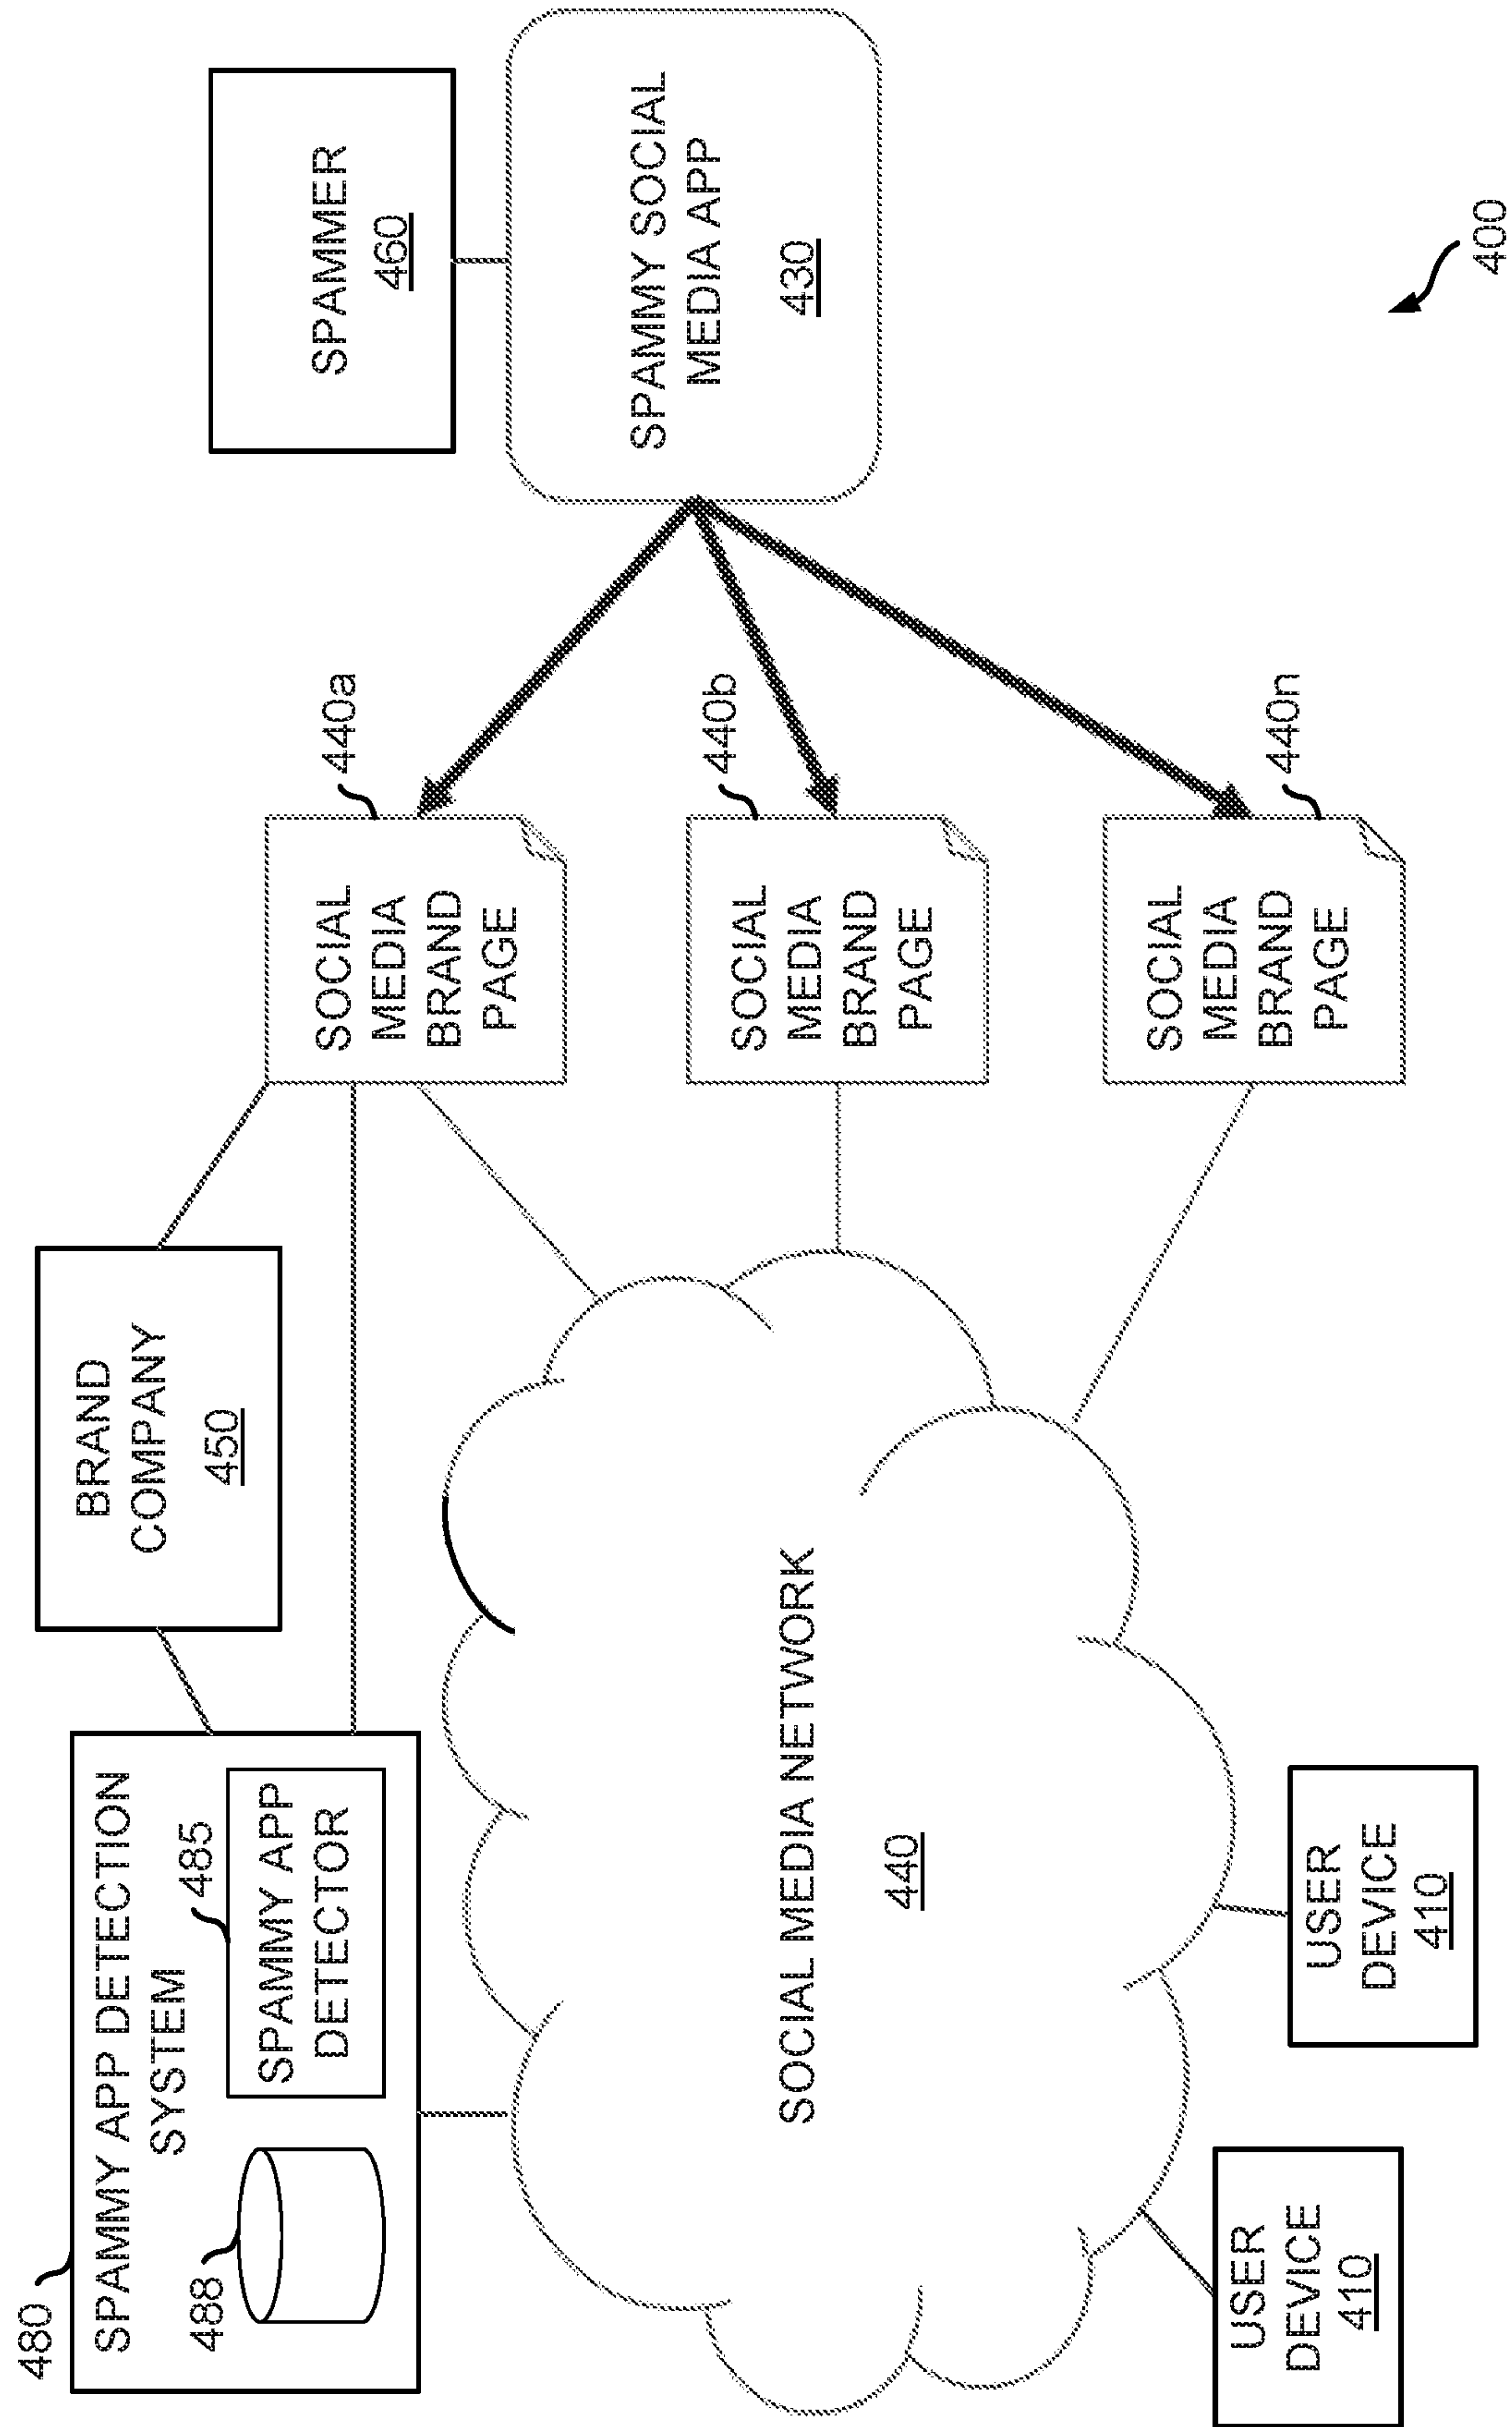 480
SPAMMY APP DETECTION
SYSTEM
488
485
SPAMMY APP
DETECTOR
BRAND
COMPANY
450
SPAMMER
460
SPAMMY SOCIAL
MEDIA APP
430
440a
SOCIAL
MEDIA
BRAND
PAGE
440b
SOCIAL
MEDIA
BRAND
PAGE
440n
SOCIAL
MEDIA
BRAND
PAGE
SOCIAL MEDIA NETWORK
440
USER
DEVICE
410
USER
DEVICE
410
400